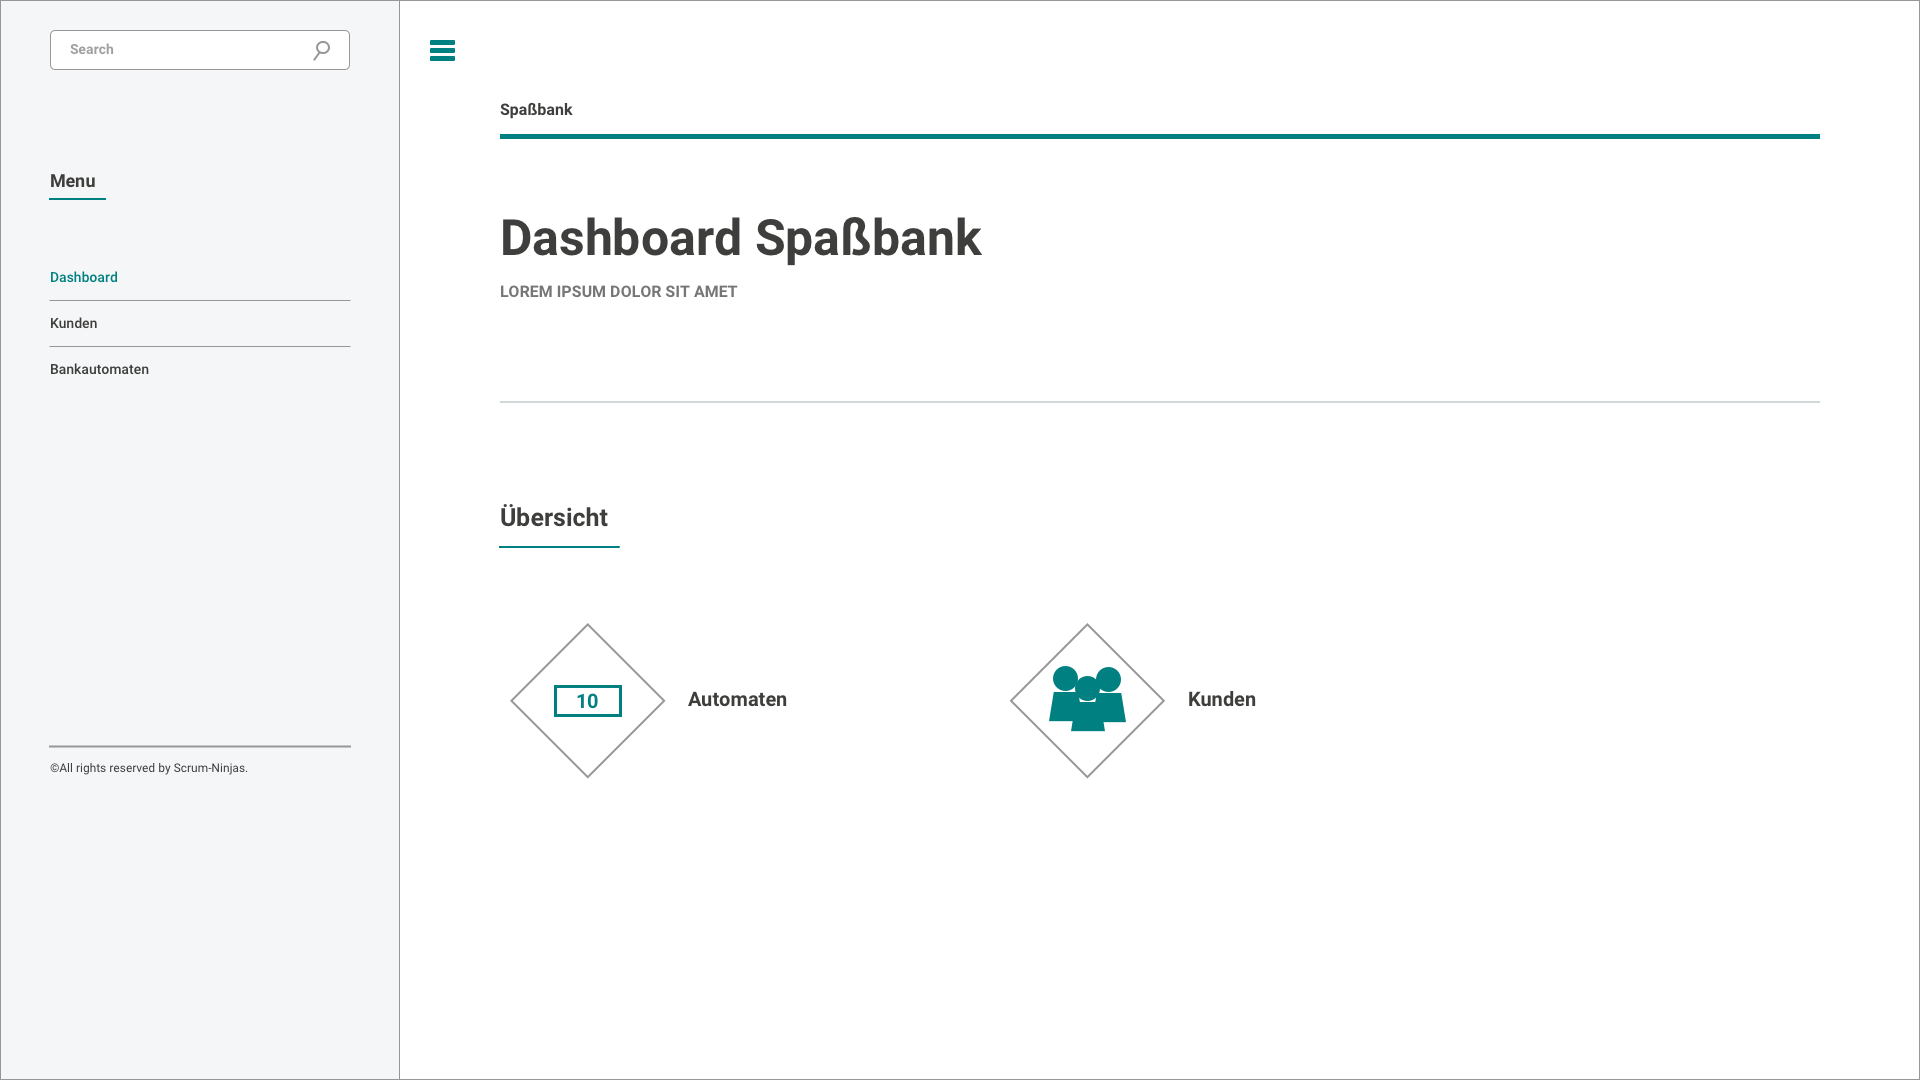 Search
Menu
Dashboard
Kunden
Bankautomaten
©All rights reserved by Scrum-Ninjas.
Spaßbank
Dashboard Spaßbank
LOREM IPSUM DOLOR SIT AMET
Übersicht
10
Automaten
Kunden